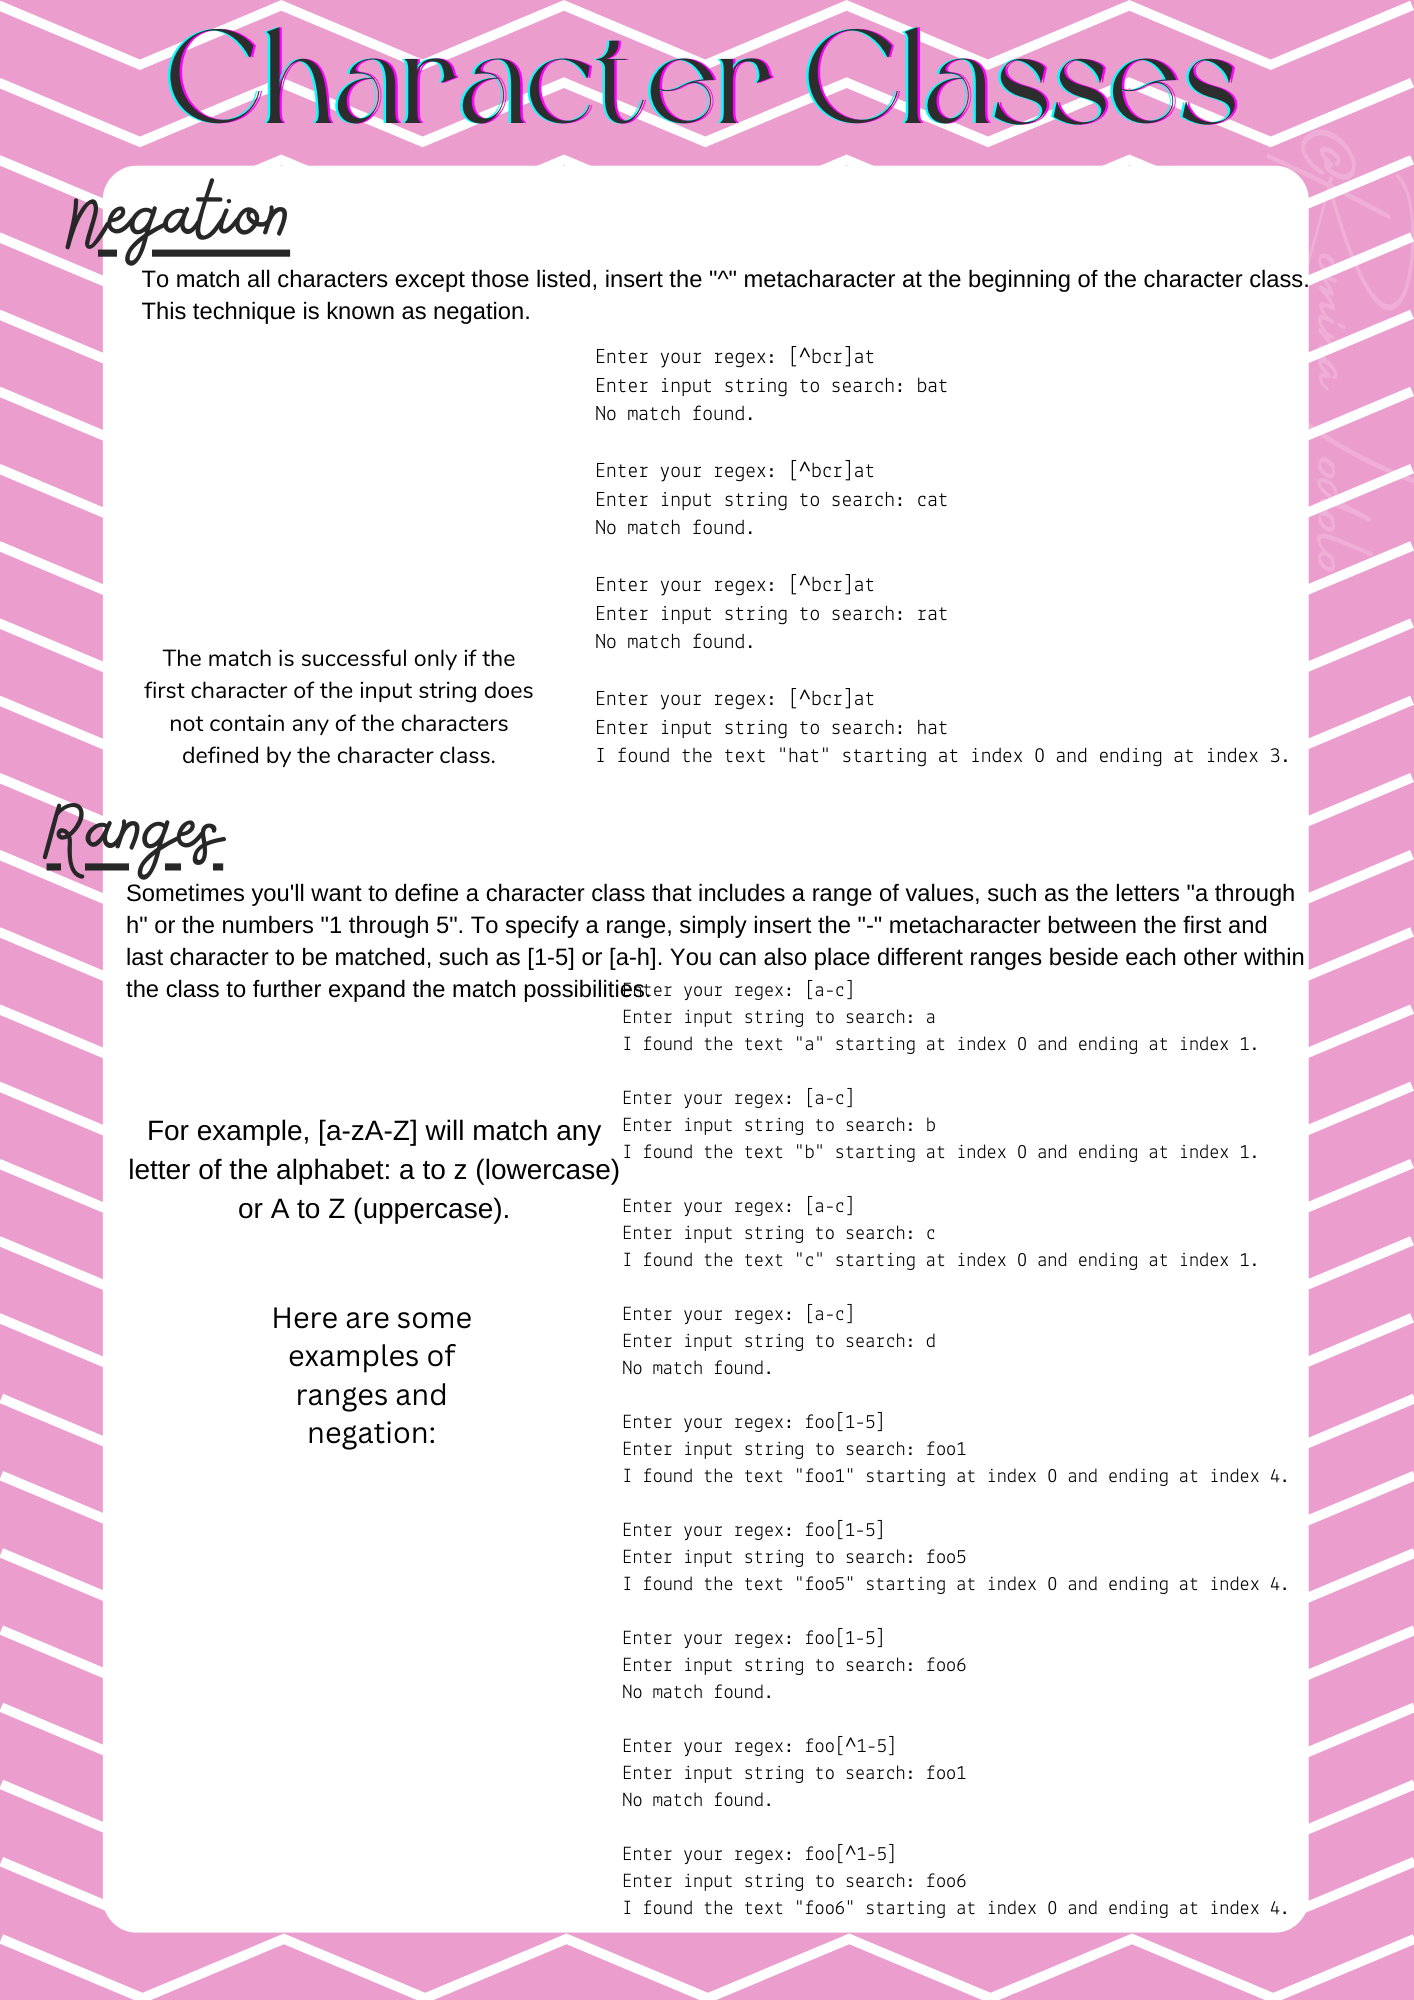 Character Classes
Negation
To match all characters except those listed, insert the "^" metacharacter at the beginning of the character class.
This technique is known as negation.
Enter your regex: [^bcr]at
Enter input string to search: bat
No match found.
Enter your regex: [^bcr]at
Enter input string to search: cat
No match found.
Enter your regex: [^bcr]at
Enter input string to search: rat
No match found.
Enter your regex: [^bcr]at
Enter input string to search: hat
I found the text "hat" starting at index 0 and ending at index 3.
The match is successful only if the
first character of the input string does
not contain any of the characters
defined by the character class.
Ranges
Sometimes you'll want to define a character class that includes a range of values, such as the letters "a through
h" or the numbers "1 through 5". To specify a range, simply insert the "-" metacharacter between the first and
last character to be matched, such as [1-5] or [a-h]. You can also place different ranges beside each other within
the class to further expand the match possibilities.
For example, [a-zA-Z] will match any
letter of the alphabet: a to z (lowercase)
or A to Z (uppercase).
Here are some
examples of
ranges and
negation:
Enter your regex: [a-c]
Enter input string to search: a
I found the text "a" starting at index 0 and ending at index 1.
Enter your regex: [a-c]
Enter input string to search: b
I found the text "b" starting at index 0 and ending at index 1.
Enter your regex: [a-c]
Enter input string to search: c
I found the text "c" starting at index 0 and ending at index 1.
Enter your regex: [a-c]
Enter input string to search: d
No match found.
Enter your regex: foo[1-5]
Enter input string to search: foo1
I found the text "foo1" starting at index 0 and ending at index 4.
Enter your regex: foo[1-5]
Enter input string to search: foo5
I found the text "foo5" starting at index 0 and ending at index 4.
Enter your regex: foo[1-5]
Enter input string to search: foo6
No match found.
Enter your regex: foo[^1-5]
Enter input string to search: foo1
No match found.
Enter your regex: foo[^1-5]
Enter input string to search: foo6
I found the text "foo6" starting at index 0 and ending at index 4.